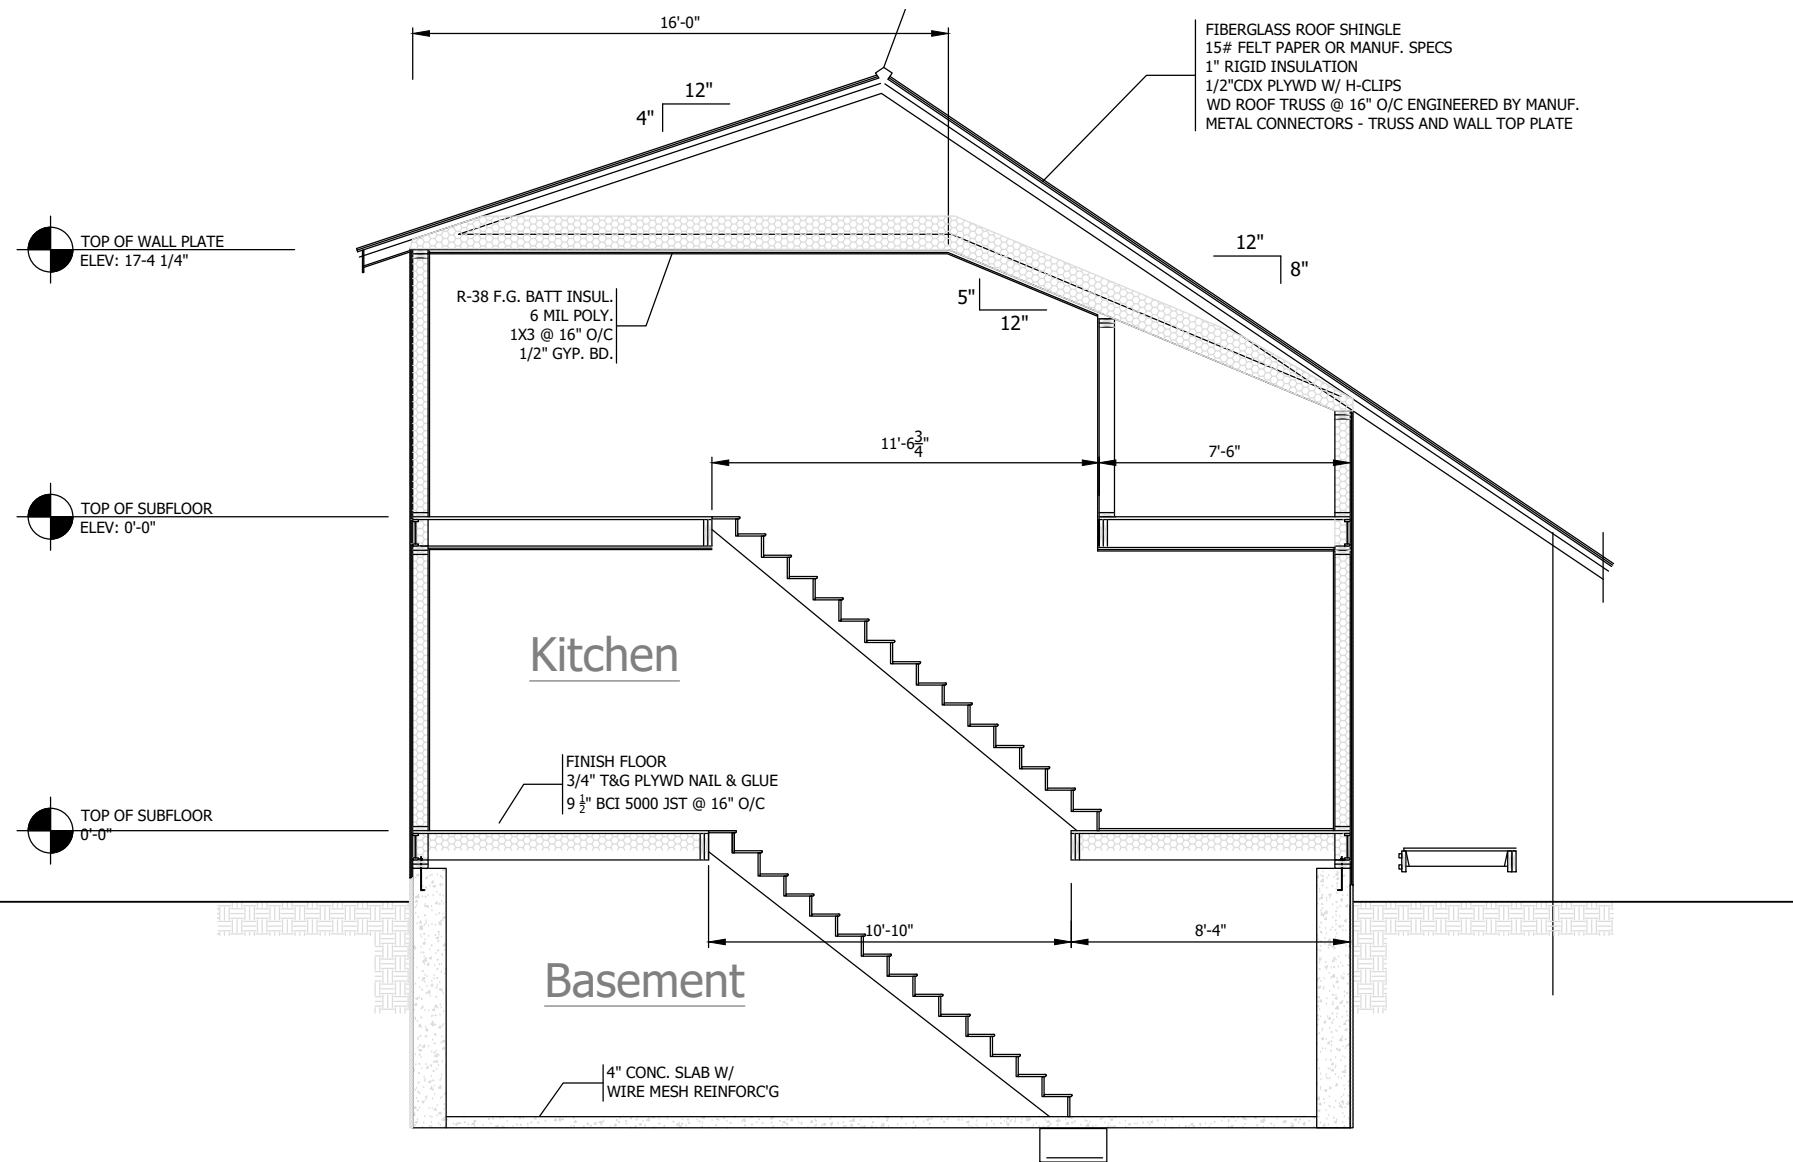 16'-0"
FIBERGLASS ROOF SHINGLE
15# FELT PAPER OR MANUF. SPECS
1" RIGID INSULATION
1/2"CDX PLYWD W/ H-CLIPS
WD ROOF TRUSS @ 16" O/C ENGINEERED BY MANUF.
METAL CONNECTORS - TRUSS AND WALL TOP PLATE
12"
4"
TOP OF WALL PLATE
ELEV: 17-4 1/4"
12"
8"
R-38 F.G. BATT INSUL.
6 MIL POLY.
1X3 @ 16" O/C
1/2" GYP. BD.
5"
12"
11'-6 3/4"
7'-6"
TOP OF SUBFLOOR
ELEV: 0'-0"
Kitchen
FINISH FLOOR
3/4" T&G PLYWD NAIL & GLUE
9 1/2" BCI 5000 JST @ 16" O/C
TOP OF SUBFLOOR
0'-0"
10'-10"
8'-4"
Basement
4" CONC. SLAB W/
WIRE MESH REINFORC'G